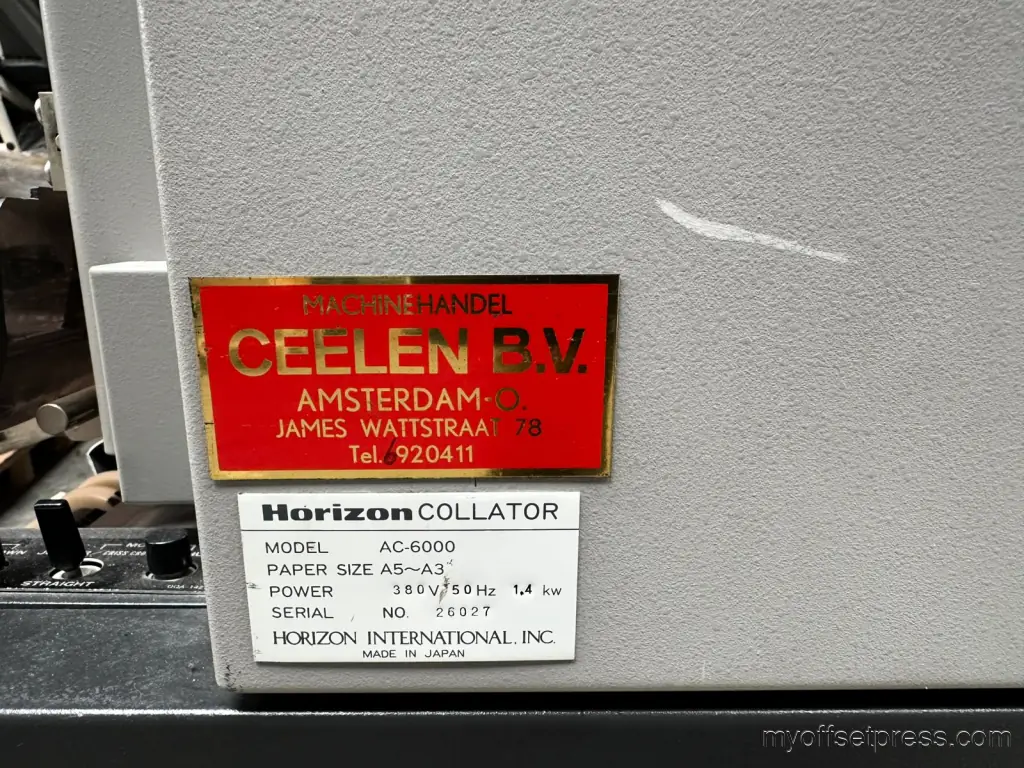 MACHINEHANDEL
CEELEN B.V.
AMSTERDAM-O.
JAMES WATTSTRAAT 78
Tel. 6920411
Horizon COLLATOR
MODEL AC-6000
PAPER SIZE A5~A3
POWER 380V/50Hz 1.4 kw
SERIAL NO. 26027
HORIZON INTERNATIONAL, INC.
MADE IN JAPAN
STRAIGHT
myoffsetpress.com